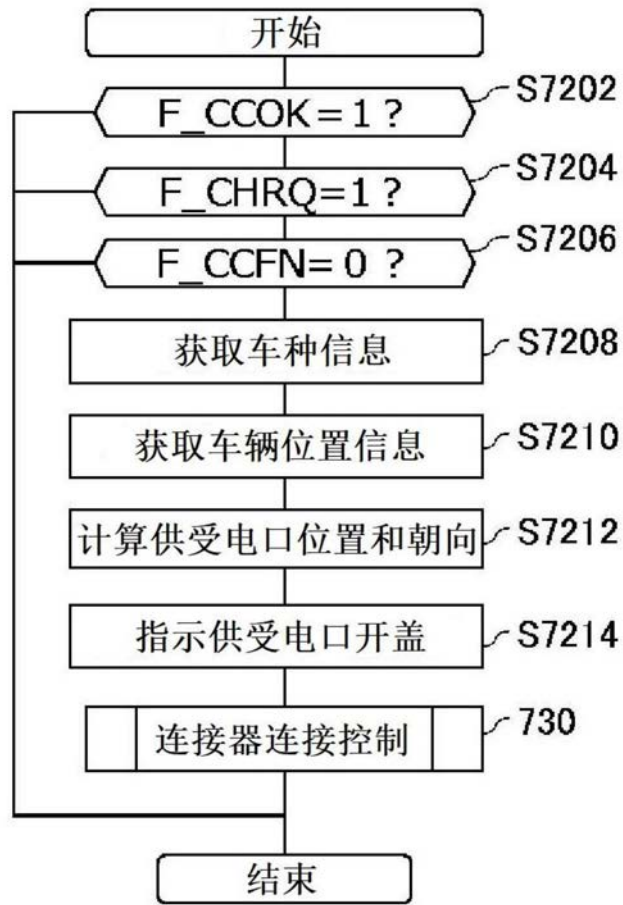 开始
F_CCOK=1? S7202
F_CHRQ=1? S7204
F_CCFN=0? S7206
获取车种信息 S7208
获取车辆位置信息 S7210
计算供受电口位置和朝向 S7212
指示供受电口开盖 S7214
连接器连接控制 730
结束